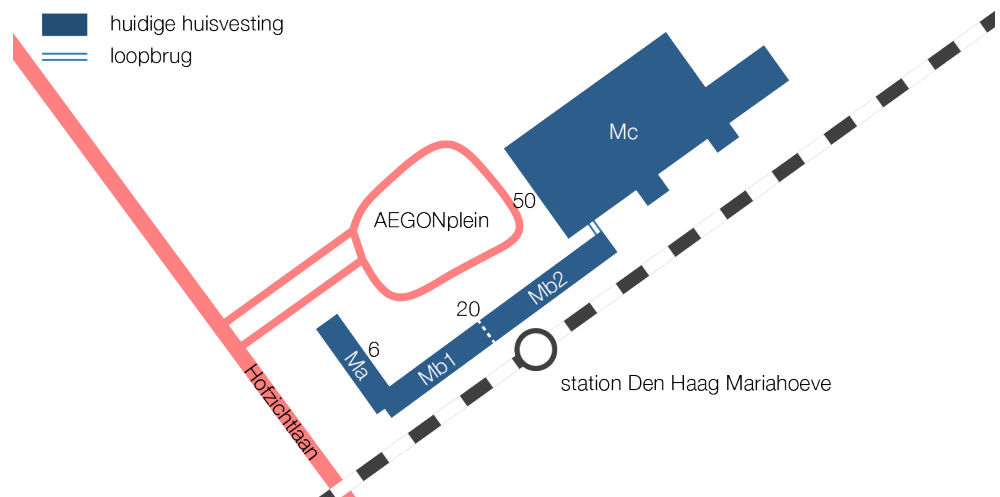 huidige huisvesting
loopbrug
Mc
50
AEGONplein
Mb2
20
6
Ma
Mb1
station Den Haag Mariahoeve
Hofzichtlaan